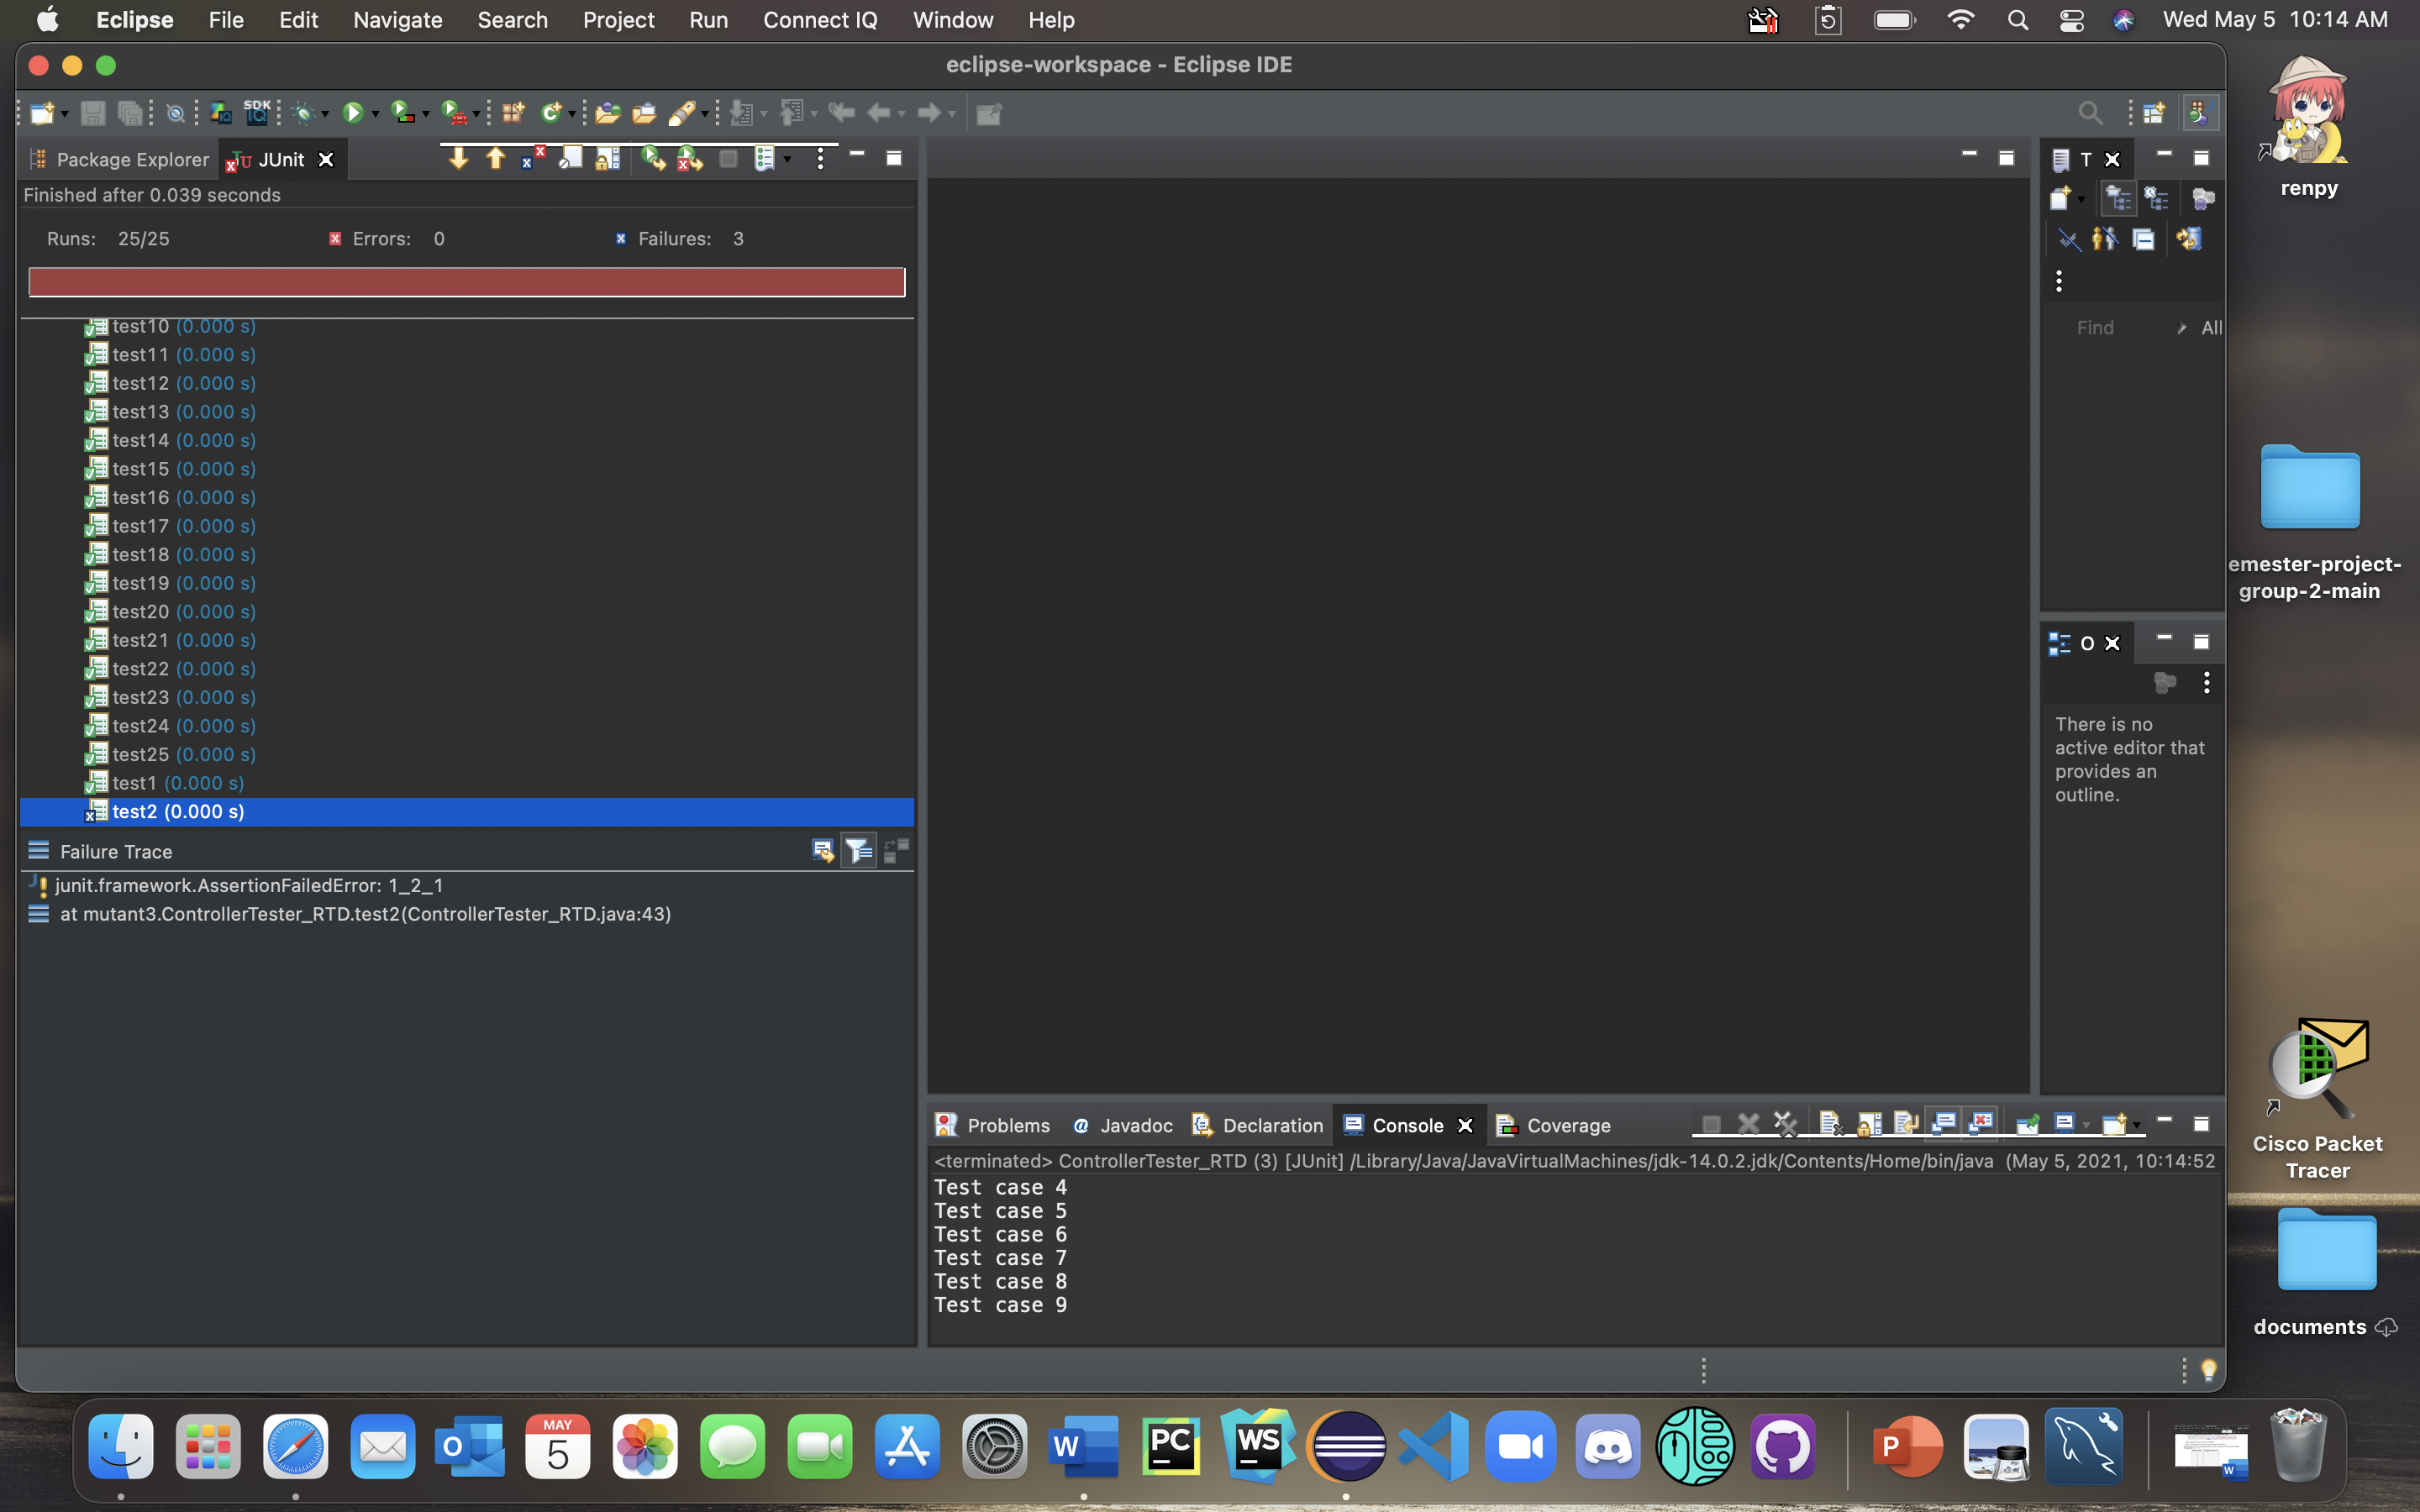 Eclipse File Edit Navigate Search Project Run Connect IQ Window Help Wed May 5 10:14 AM
eclipse-workspace - Eclipse IDE
SDK
IQ
Package Explorer JUnit T
Finished after 0.039 seconds
Runs: 25/25 Errors: 0 Failures: 3
Find All
test10 (0.000 s)
test11 (0.000 s)
test12 (0.000 s)
test13 (0.000 s)
test14 (0.000 s)
test15 (0.000 s)
test16 (0.000 s)
test17 (0.000 s)
test18 (0.000 s)
test19 (0.000 s)
test20 (0.000 s)
test21 (0.000 s)
test22 (0.000 s)
test23 (0.000 s)
test24 (0.000 s)
test25 (0.000 s)
test1 (0.000 s)
test2 (0.000 s)
Failure Trace
junit.framework.AssertionFailedError: 1_2_1
at mutant3.ControllerTester_RTD.test2(ControllerTester_RTD.java:43)
O
There is no
active editor that
provides an
outline.
Problems @ Javadoc Declaration Console Coverage
<terminated> ControllerTester_RTD (3) [JUnit] /Library/Java/JavaVirtualMachines/jdk-14.0.2.jdk/Contents/Home/bin/java (May 5, 2021, 10:14:52
Test case 4
Test case 5
Test case 6
Test case 7
Test case 8
Test case 9
renpy
emester-project-
group-2-main
Cisco Packet
Tracer
documents
MAY
5
O
W
PC
WS
P
W